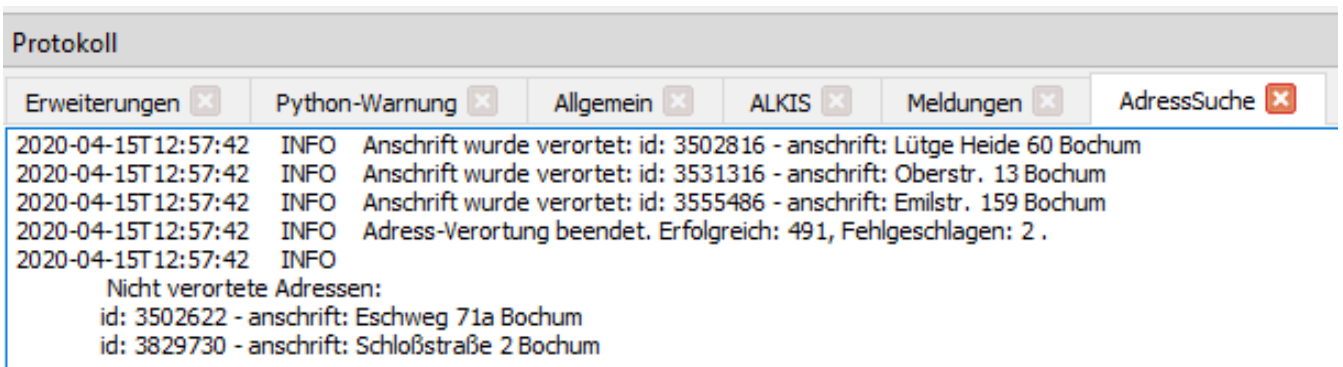 Protokoll
Erweiterungen Python-Warnung Allgemein ALKIS Meldungen AdressSuche
2020-04-15T12:57:42 INFO Anschrift wurde verortet: id: 3502816 - anschrift: Lütge Heide 60 Bochum
2020-04-15T12:57:42 INFO Anschrift wurde verortet: id: 3531316 - anschrift: Oberstr. 13 Bochum
2020-04-15T12:57:42 INFO Anschrift wurde verortet: id: 3555486 - anschrift: Emilstr. 159 Bochum
2020-04-15T12:57:42 INFO Adress-Verortung beendet. Erfolgreich: 491, Fehlgeschlagen: 2 .
2020-04-15T12:57:42 INFO
Nicht verortete Adressen:
id: 3502622 - anschrift: Eschweg 71a Bochum
id: 3829730 - anschrift: Schloßstraße 2 Bochum